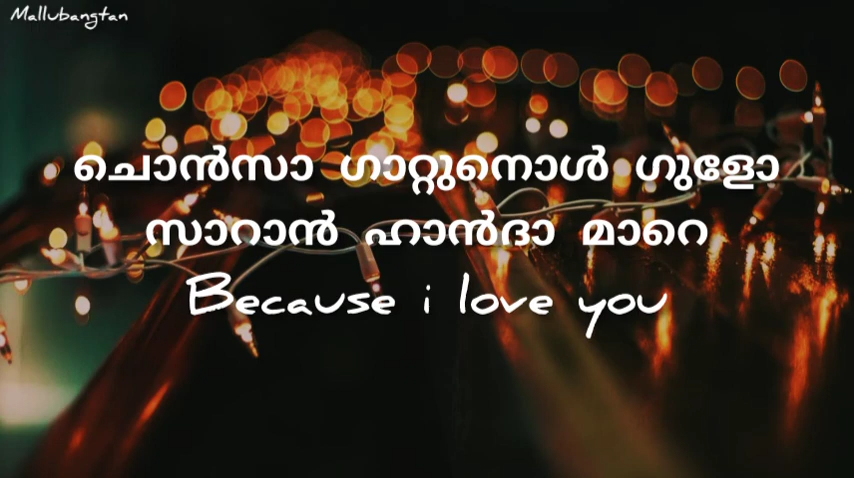 Mallubangtan
ചൊൻസാ ഗാറ്റുനൊൾ ഗുളോ
സാറാൻ ഹാൻദാ മാറെ
Because i love you